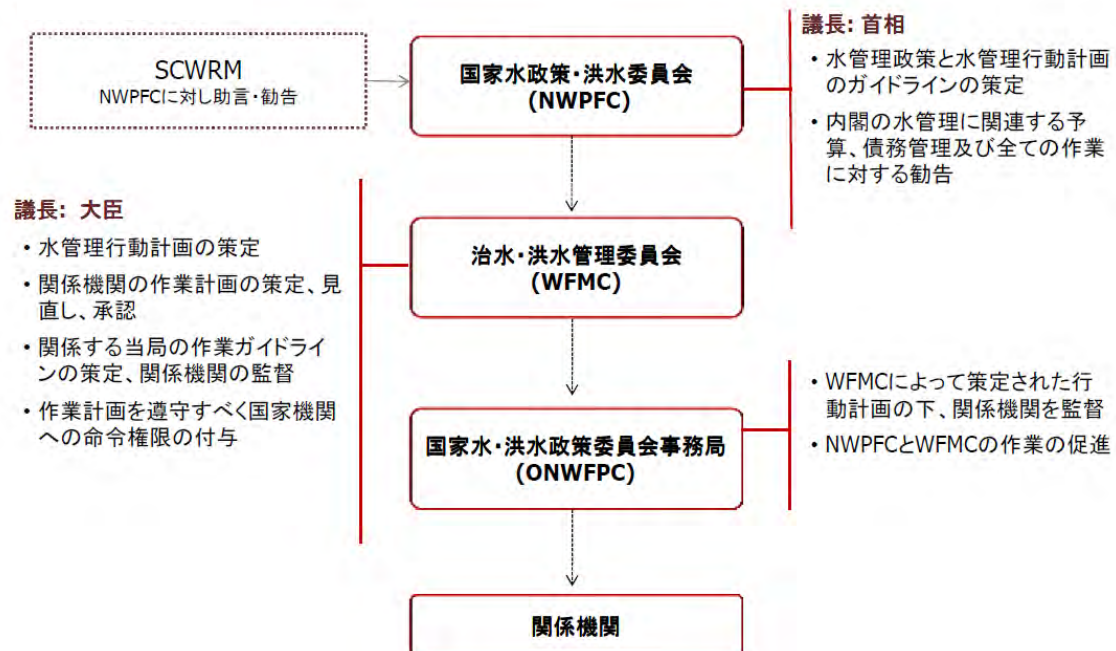 SCWRM
NWPFCに対し助言・勧告
国家水政策・洪水委員会
(NWPFC)
議長: 首相
• 水管理政策と水管理行動計画
のガイドラインの策定
• 内閣の水管理に関連する予
算、債務管理及び全ての作業
に対する勧告
議長: 大臣
• 水管理行動計画の策定
• 関係機関の作業計画の策定、見
直し、承認
• 関係する当局の作業ガイドライ
ンの策定、関係機関の監督
• 作業計画を遵守すべく国家機関
への命令権限の付与
治水・洪水管理委員会
(WFMC)
国家水・洪水政策委員会事務局
(ONWFPC)
• WFMCによって策定された行
動計画の下、関係機関を監督
• NWPFCとWFMCの作業の促進
関係機関